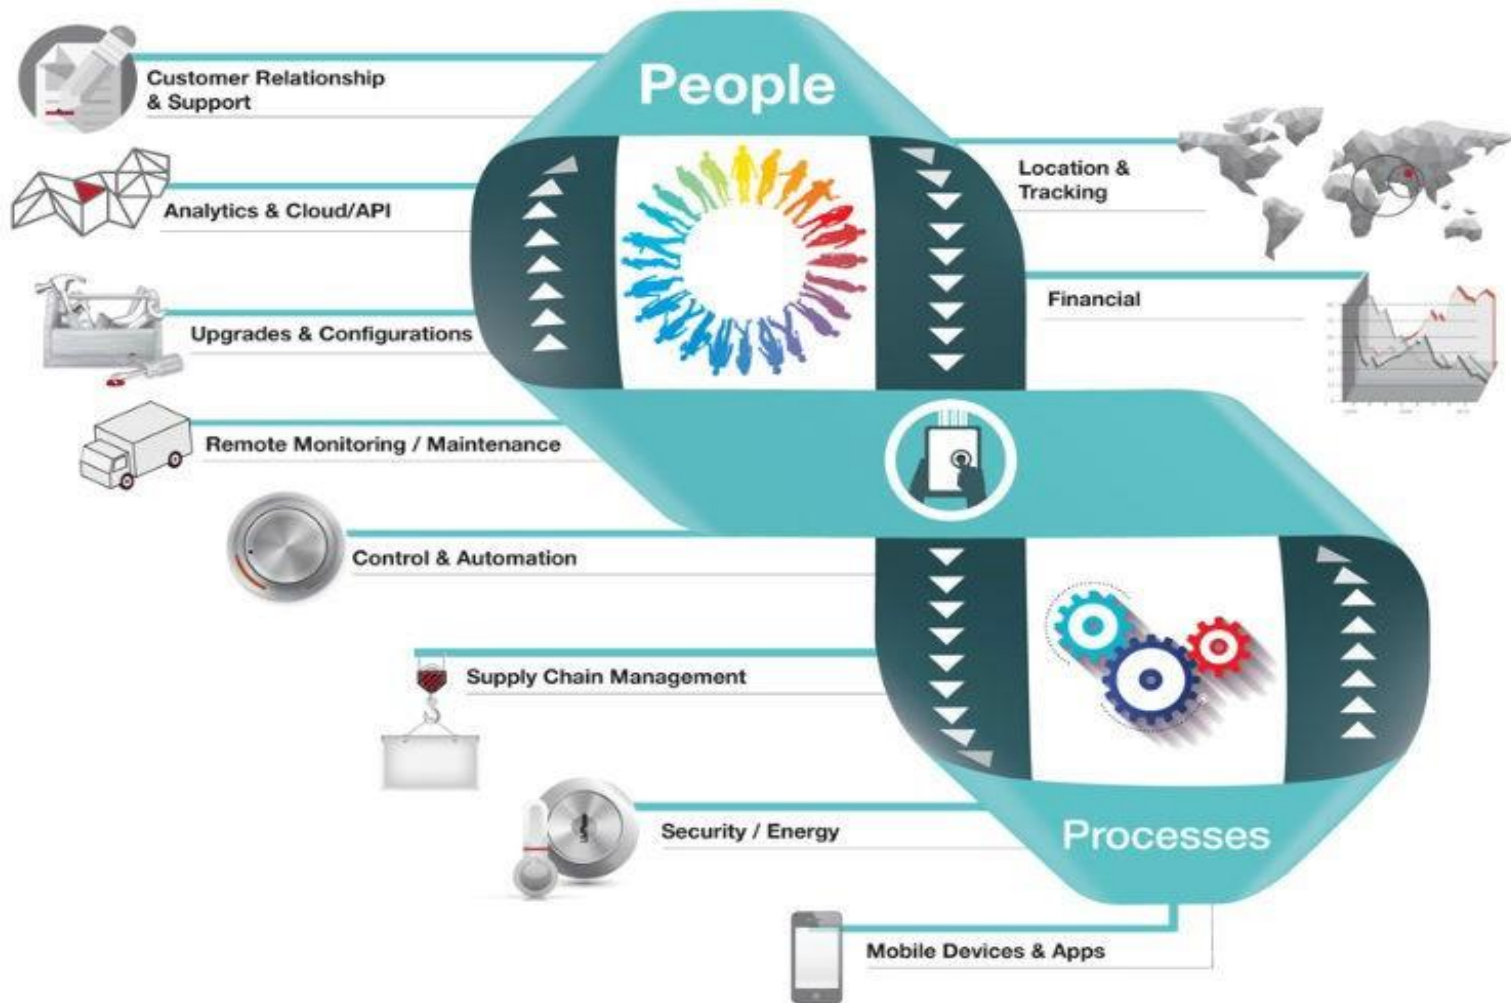 People
Customer Relationship
& Support
Location &
Tracking
Analytics & Cloud/API
Financial
Upgrades & Configurations
Remote Monitoring / Maintenance
Control & Automation
Supply Chain Management
Security / Energy
Processes
Mobile Devices & Apps